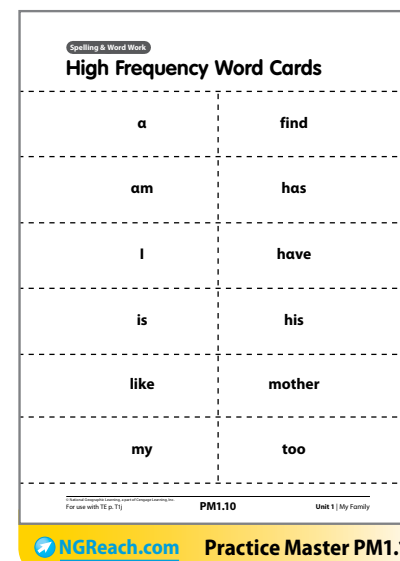 Spelling & Word Work
High Frequency Word Cards
a find
am has
I have
is his
like mother
my too
© National Geographic Learning, a part of Cengage Learning, Inc.
For use with TE p. T1j PM1.10 Unit 1 | My Family
NGReach.com Practice Master PM1.